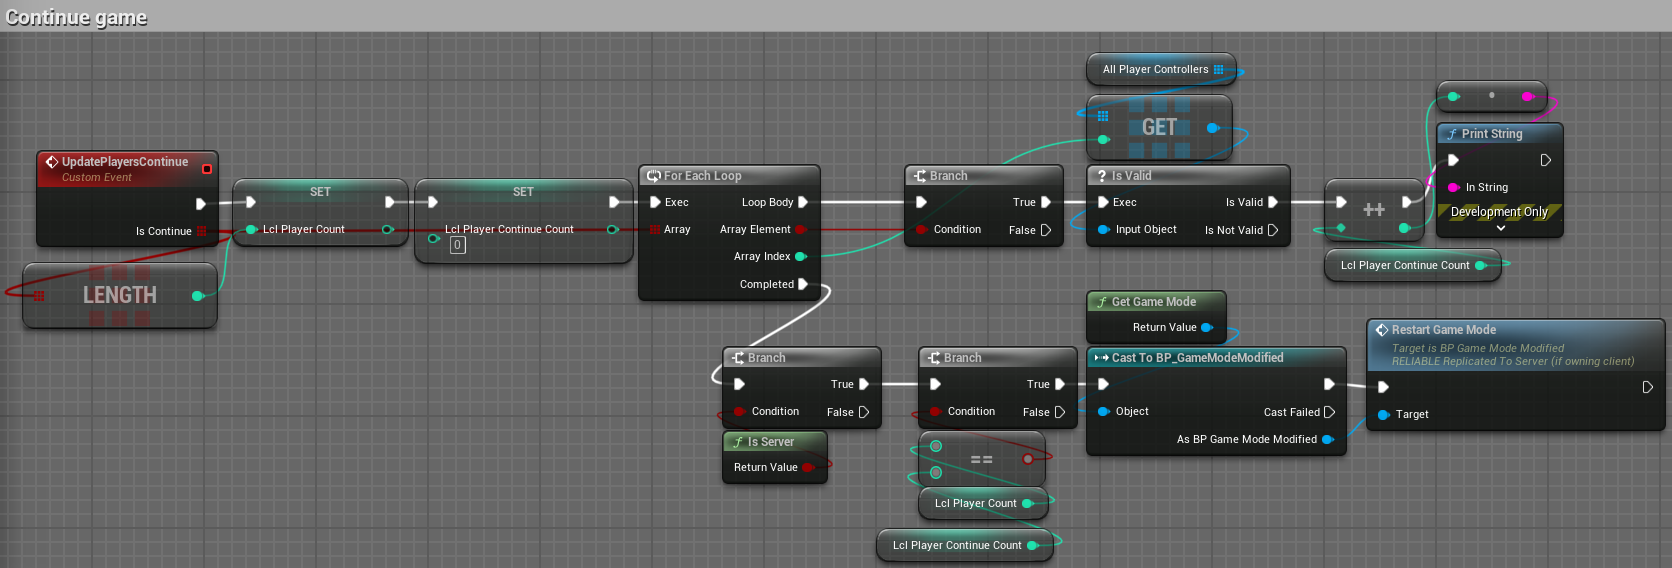 Continue game
All Player Controllers
GET
UpdatePlayersContinue
Custom Event
Is Continue
LENGTH
SET
Lcl Player Count
SET
Lcl Player Continue Count
0
For Each Loop
Exec
Loop Body
Array
Array Element
Array Index
Completed
Branch
True
Condition
False
? Is Valid
Exec
Is Valid
Input Object
Is Not Valid
++
Lcl Player Continue Count
f Print String
In String
Development Only
Branch
True
Condition
False
f Is Server
Return Value
Branch
True
Condition
False
==
Lcl Player Count
Lcl Player Continue Count
f Get Game Mode
Return Value
Cast To BP_GameModeModified
Object
Cast Failed
As BP Game Mode Modified
Restart Game Mode
Target is BP Game Mode Modified
RELIABLE Replicated To Server (if owning client)
Target